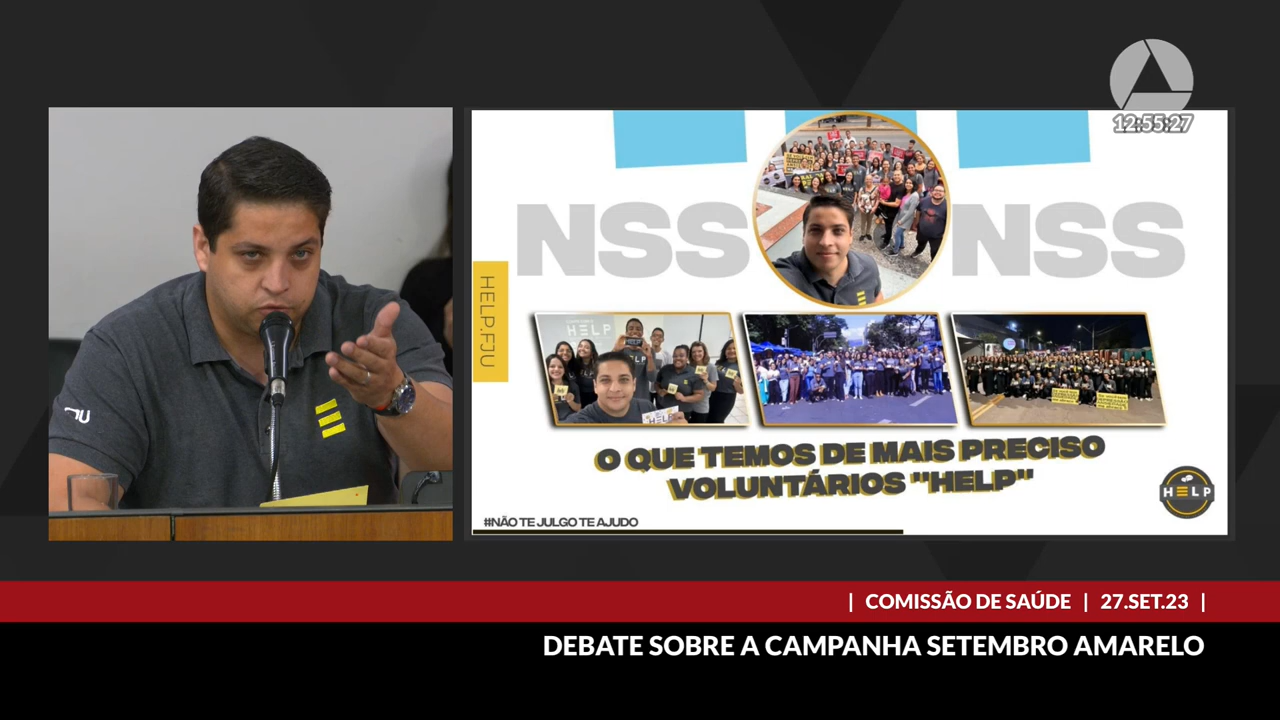 12:55:27
NSS NSS
HELP.FJU
HELP
O QUE TEMOS DE MAIS PRECISO
VOLUNTÁRIOS "HELP"
HELP
#NÃO TE JULGO TE AJUDO
| COMISSÃO DE SAÚDE | 27.SET.23 |
DEBATE SOBRE A CAMPANHA SETEMBRO AMARELO